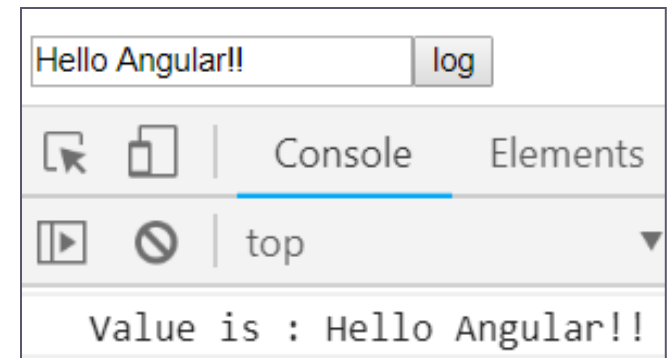 Hello Angular!! log
Console Elements
top
Value is : Hello Angular!!